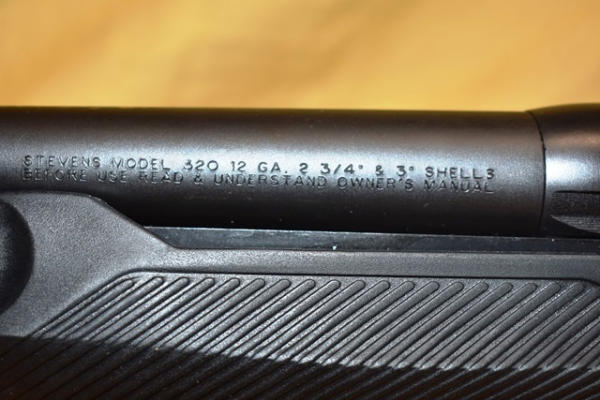 STEVENS MODEL 320 12 GA. 2 3/4" & 3" SHELLS
BEFORE USE READ & UNDERSTAND OWNER'S MANUAL